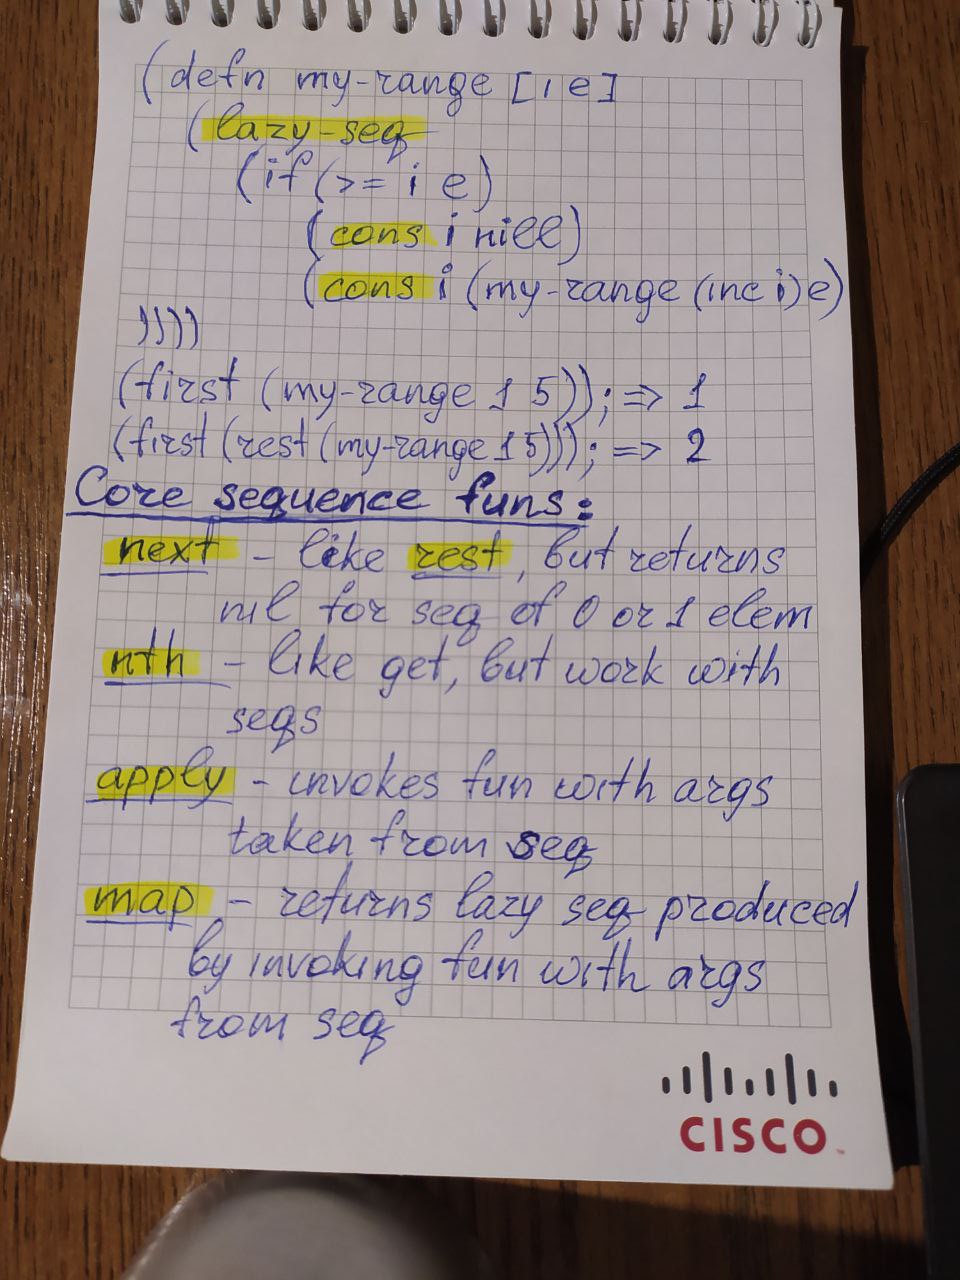 (defn my-range [i e]
(lazy-seq
(if (>= i e)
(cons i nill)
(cons i (my-range (inc i) e)
))))
(first (my-range 1 5)); => 1
(first (rest (my-range 1 5))); => 2
Core sequence funs:
next - like rest, but returns
nil for seq of 0 or 1 elem
nth - like get, but work with
seqs
apply - invokes fun with args
taken from seq
map - returns lazy seq produced
by invoking fun with args
from seq
CISCO